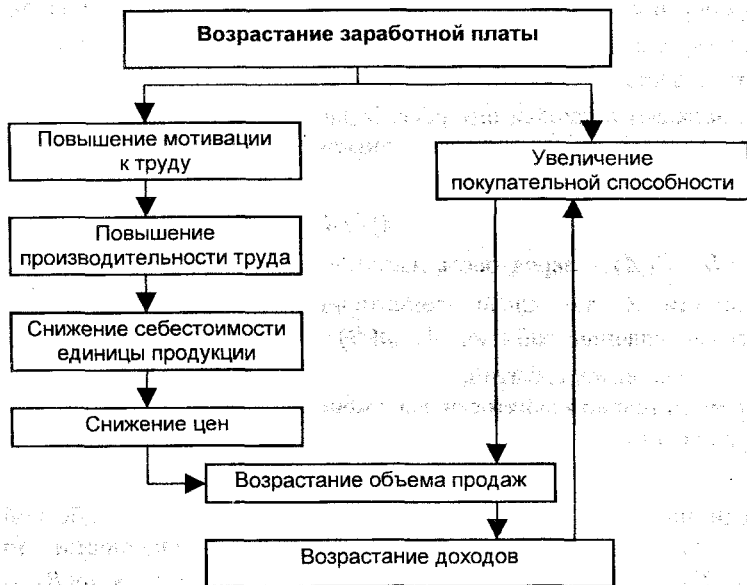 Возрастание заработной платы
Повышение мотивации
к труду
Увеличение
покупательной способности
Повышение
производительности труда
Снижение себестоимости
единицы продукции
Снижение цен
Возрастание объема продаж
Возрастание доходов